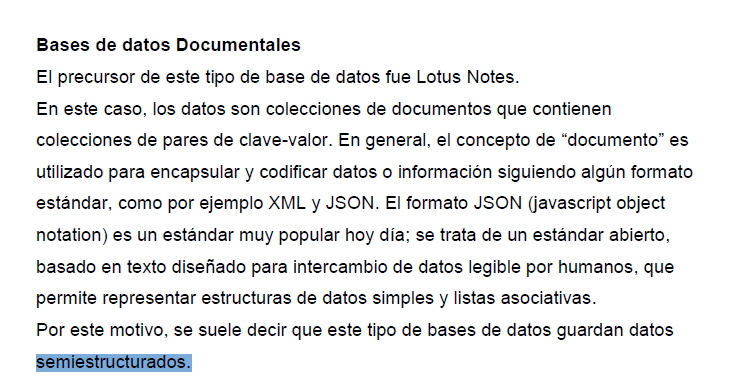 Bases de datos Documentales
El precursor de este tipo de base de datos fue Lotus Notes.
En este caso, los datos son colecciones de documentos que contienen
colecciones de pares de clave-valor. En general, el concepto de “documento” es
utilizado para encapsular y codificar datos o información siguiendo algún formato
estándar, como por ejemplo XML y JSON. El formato JSON (javascript object
notation) es un estándar muy popular hoy día; se trata de un estándar abierto,
basado en texto diseñado para intercambio de datos legible por humanos, que
permite representar estructuras de datos simples y listas asociativas.
Por este motivo, se suele decir que este tipo de bases de datos guardan datos
semiestructurados.